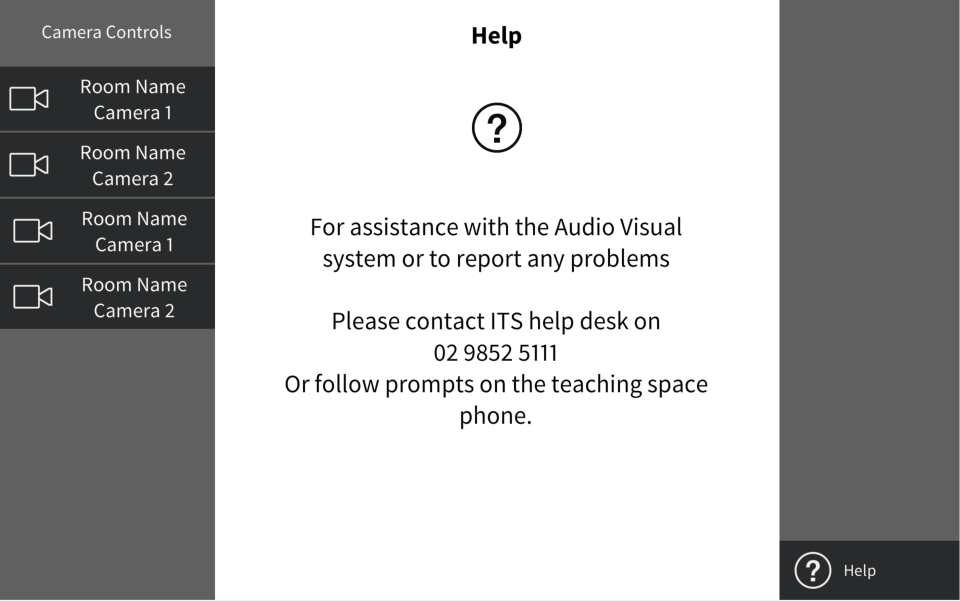 Camera Controls
Room Name
Camera 1
Room Name
Camera 2
Room Name
Camera 1
Room Name
Camera 2
Help
?
For assistance with the Audio Visual
system or to report any problems
Please contact ITS help desk on
02 9852 5111
Or follow prompts on the teaching space
phone.
? Help